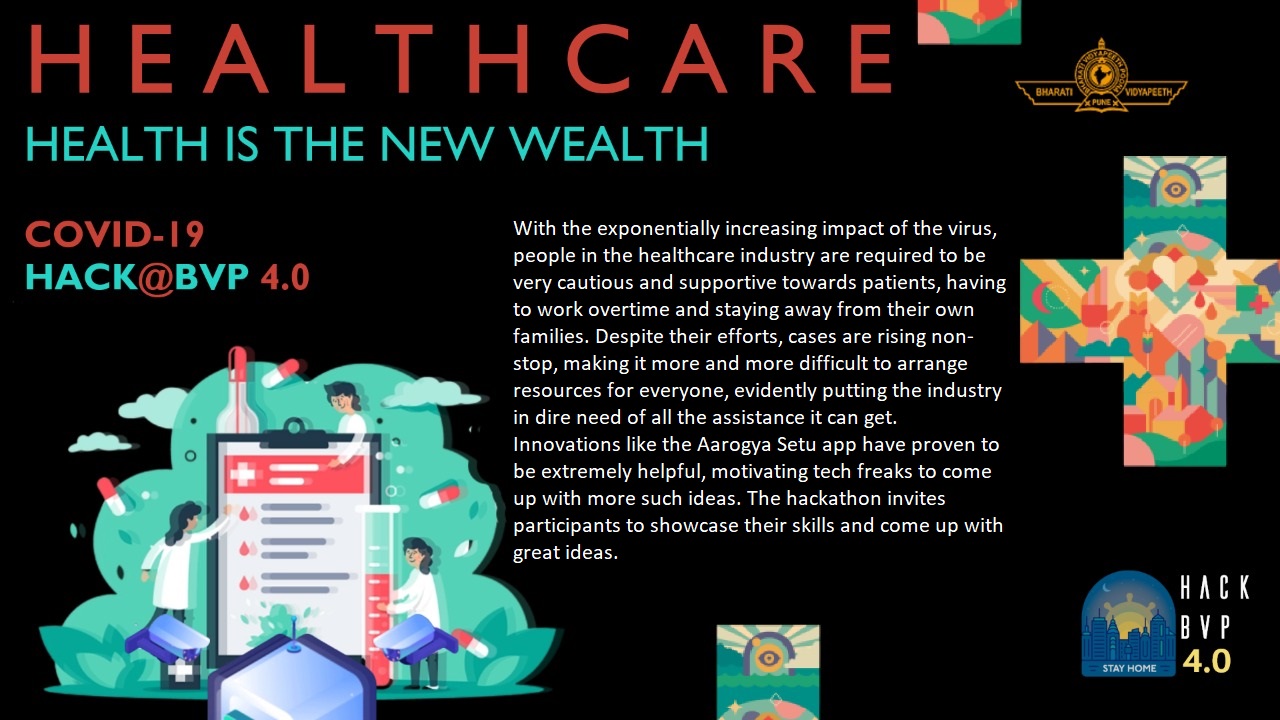 HEALTHCARE
HEALTH IS THE NEW WEALTH
COVID-19
HACK@BVP 4.0
With the exponentially increasing impact of the virus,
people in the healthcare industry are required to be
very cautious and supportive towards patients, having
to work overtime and staying away from their own
families. Despite their efforts, cases are rising non-
stop, making it more and more difficult to arrange
resources for everyone, evidently putting the industry
in dire need of all the assistance it can get.
Innovations like the Aarogya Setu app have proven to
be extremely helpful, motivating tech freaks to come
up with more such ideas. The hackathon invites
participants to showcase their skills and come up with
great ideas.
BHARATI VIDYAPEETH POONA
BHARATI VIDYAPEETH
PUNE
HACK
BVP
4.0
STAY HOME